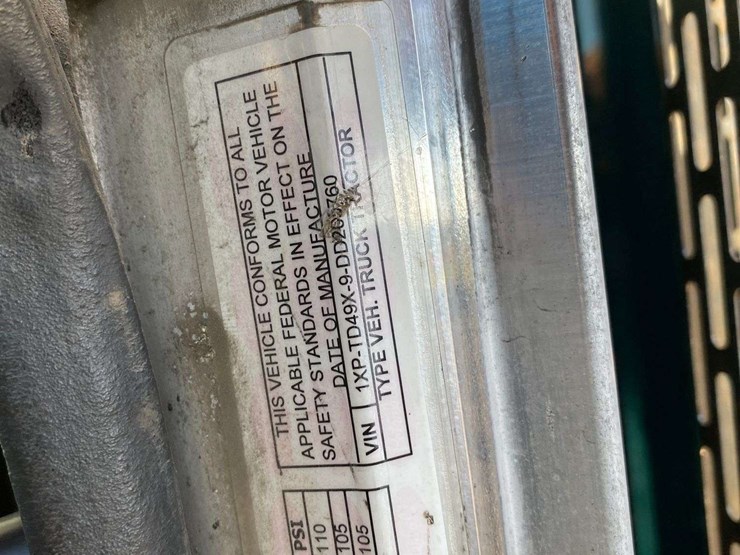 PSI
110
105
105
THIS VEHICLE CONFORMS TO ALL
APPLICABLE FEDERAL MOTOR VEHICLE
SAFETY STANDARDS IN EFFECT ON THE
DATE OF MANUFACTURE
VIN
TYPE VEH. TRUCK TRACTOR